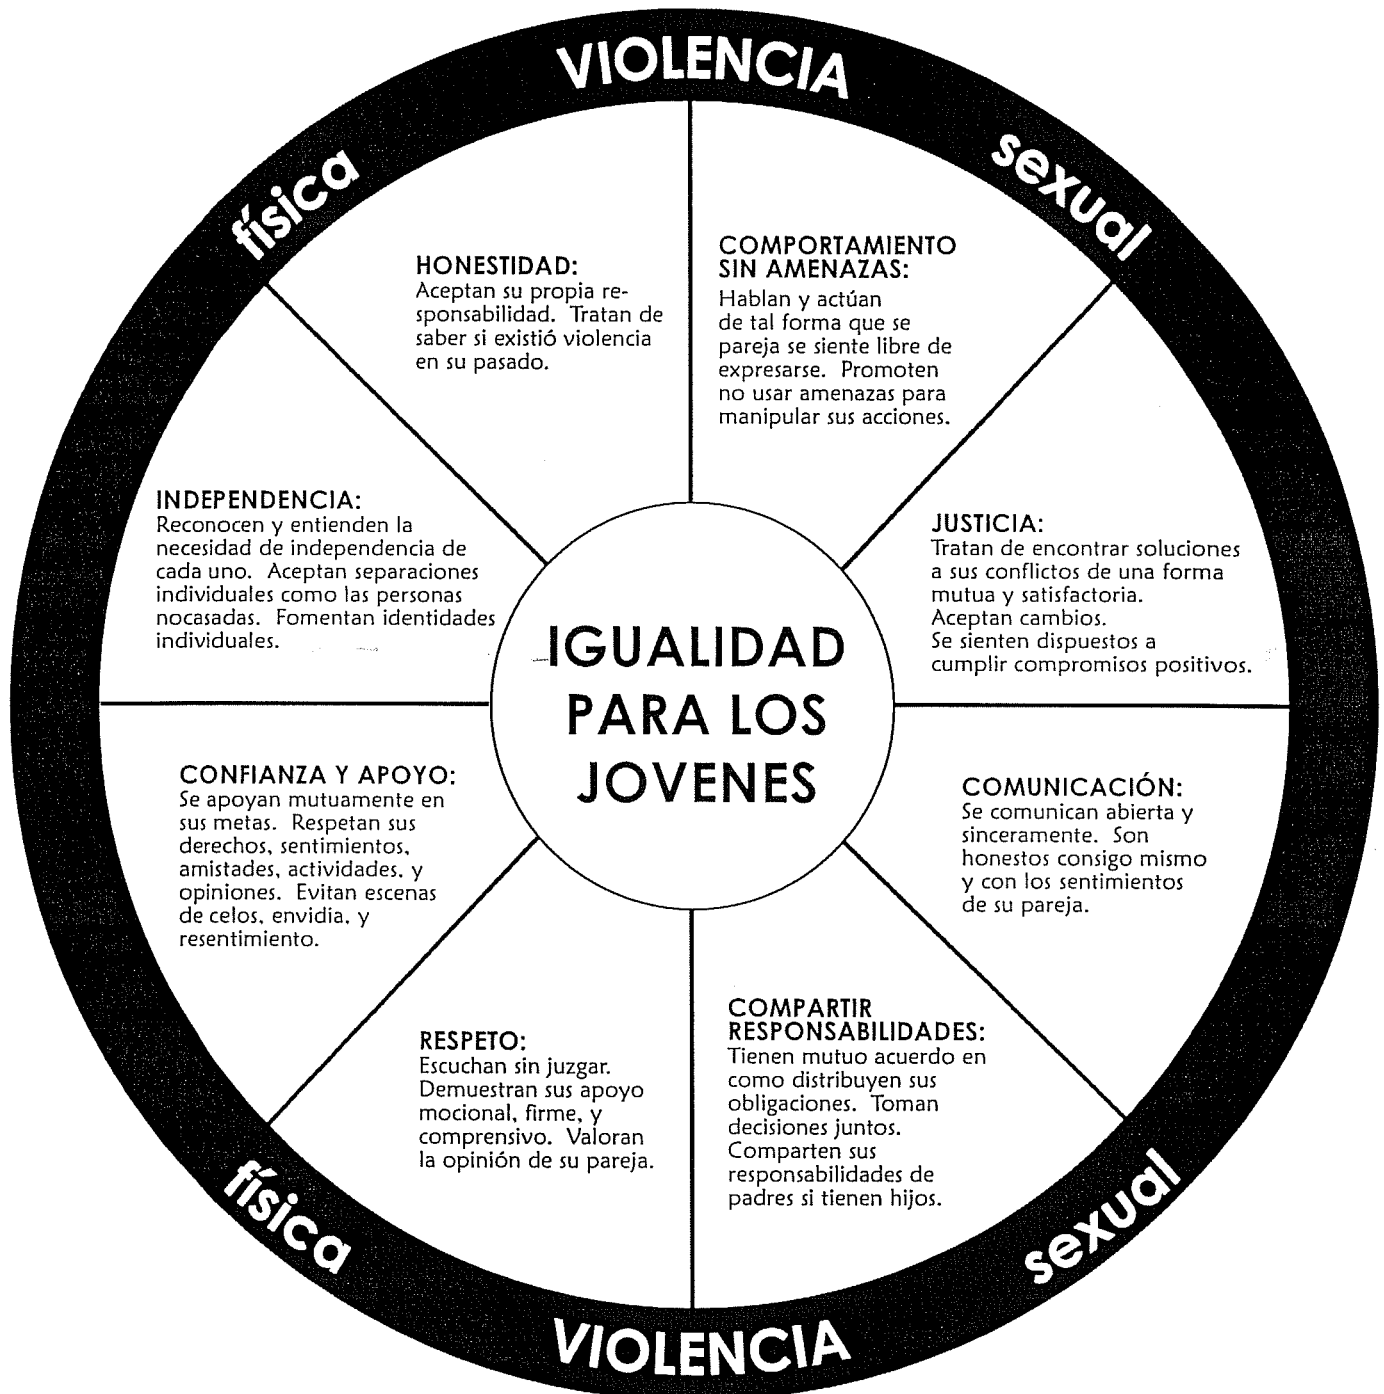 VIOLENCIA
física
sexual
HONESTIDAD:
Aceptan su propia re-
sponsabilidad. Tratan de
saber si existió violencia
en su pasado.
COMPORTAMIENTO
SIN AMENAZAS:
Hablan y actúan
de tal forma que se
pareja se siente libre de
expresarse. Promoten
no usar amenazas para
manipular sus acciones.
INDEPENDENCIA:
Reconocen y entienden la
necesidad de independencia de
cada uno. Aceptan separaciones
individuales como las personas
nocasadas. Fomentan identidades
individuales.
JUSTICIA:
Tratan de encontrar soluciones
a sus conflictos de una forma
mutua y satisfactoria.
Aceptan cambios.
Se sienten dispuestos a
cumplir compromisos positivos.
IGUALIDAD
PARA LOS
JOVENES
CONFIANZA Y APOYO:
Se apoyan mutuamente en
sus metas. Respetan sus
derechos, sentimientos,
amistades, actividades, y
opiniones. Evitan escenas
de celos, envidia, y
resentimiento.
COMUNICACIÓN:
Se comunican abierta y
sinceramente. Son
honestos consigo mismo
y con los sentimientos
de su pareja.
RESPETO:
Escuchan sin juzgar.
Demuestran sus apoyo
mocional, firme, y
comprensivo. Valoran
la opinión de su pareja.
COMPARTIR
RESPONSABILIDADES:
Tienen mutuo acuerdo en
como distribuyen sus
obligaciones. Toman
decisiones juntos.
Comparten sus
responsabilidades de
padres si tienen hijos.
física
sexual
VIOLENCIA